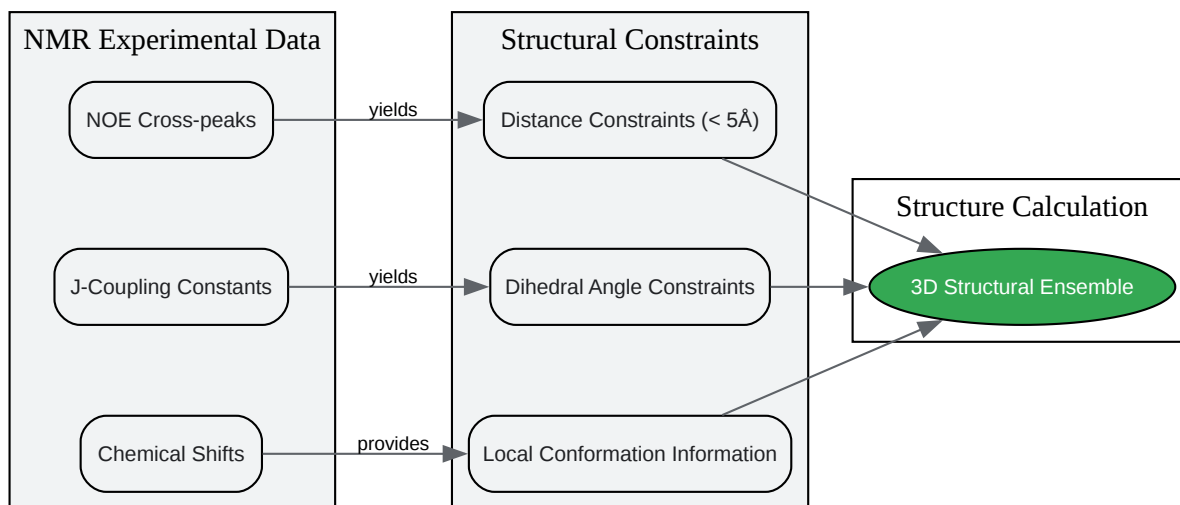 NMR Experimental Data
Structural Constraints
NOE Cross-peaks
yields
Distance Constraints (< 5Å)
Structure Calculation
J-Coupling Constants
yields
Dihedral Angle Constraints
3D Structural Ensemble
Chemical Shifts
provides
Local Conformation Information